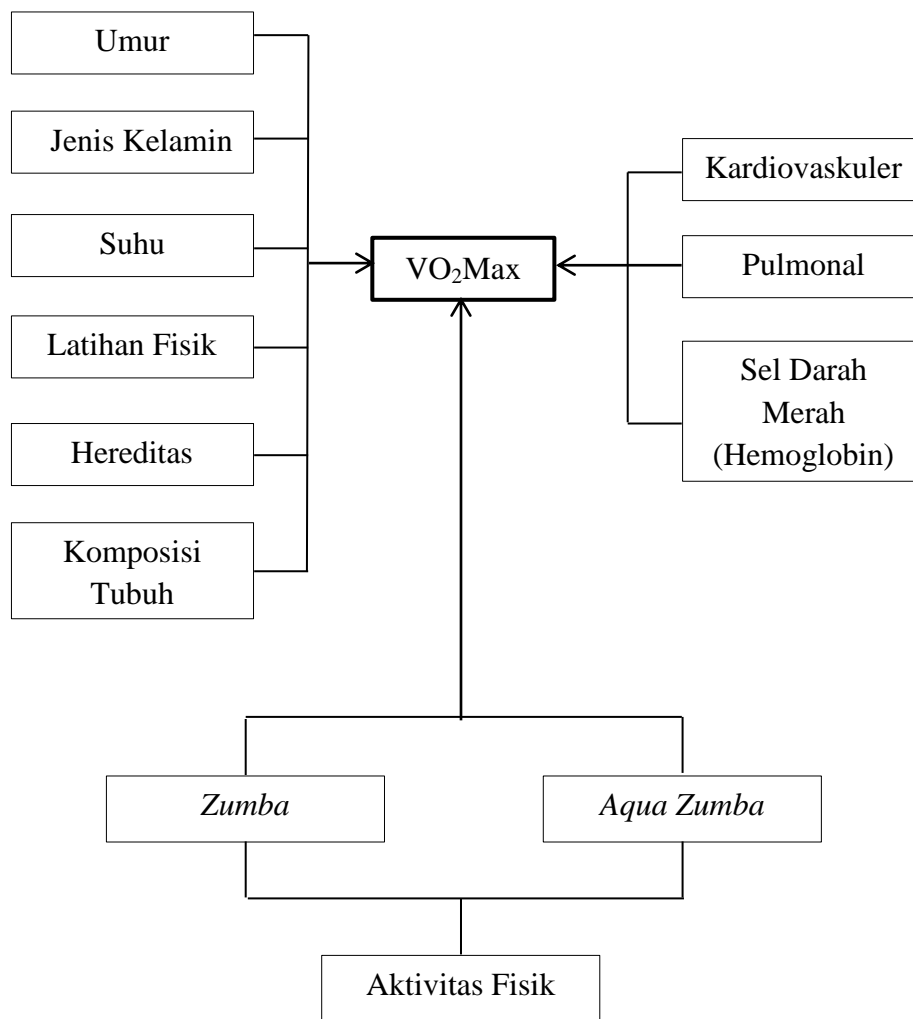 Umur
Jenis Kelamin
Suhu
Latihan Fisik
Hereditas
Komposisi
Tubuh
VO₂Max
Kardiovaskuler
Pulmonal
Sel Darah
Merah
(Hemoglobin)
Zumba
Aqua Zumba
Aktivitas Fisik